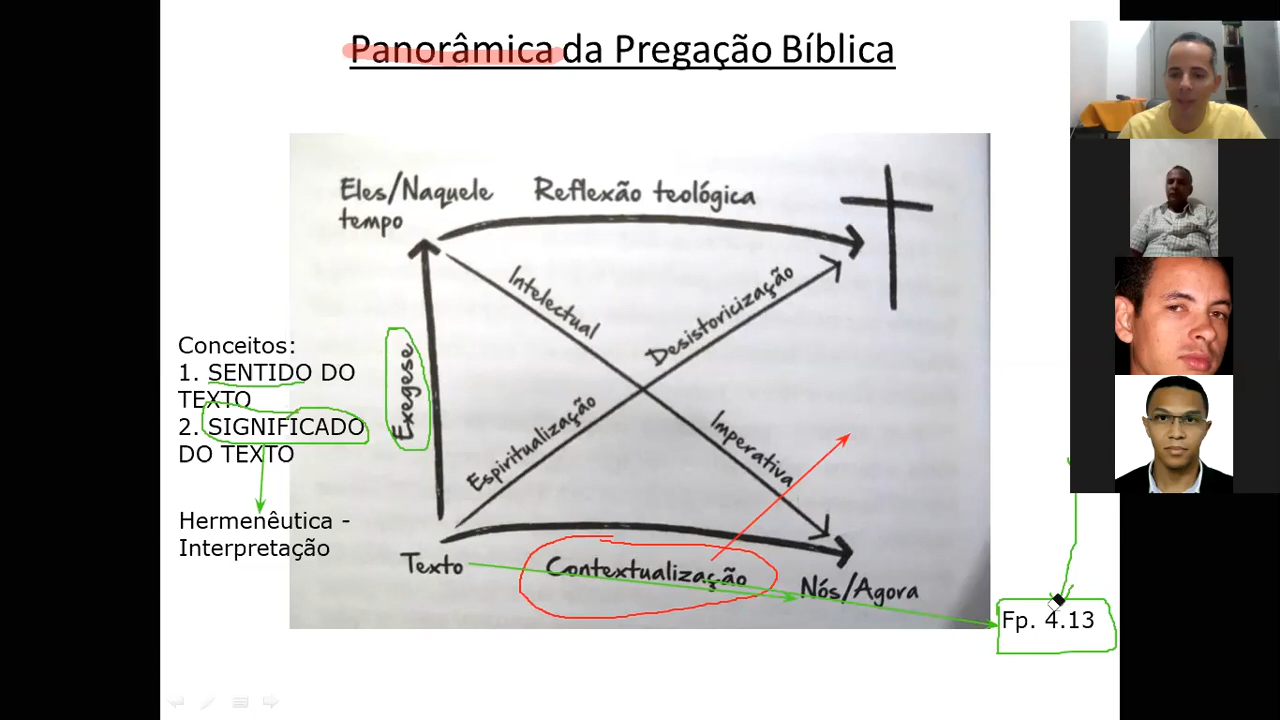 Panorâmica da Pregação Bíblica
Eles/Naquele
tempo
Reflexão teológica
Intelectual
Desistoricização
Conceitos:
1. SENTIDO DO
TEXTO
2. SIGNIFICADO
DO TEXTO
Exegese
Espiritualização
Imperativa
Hermenêutica -
Interpretação
Texto
Contextualização
Nós/Agora
Fp. 4.13